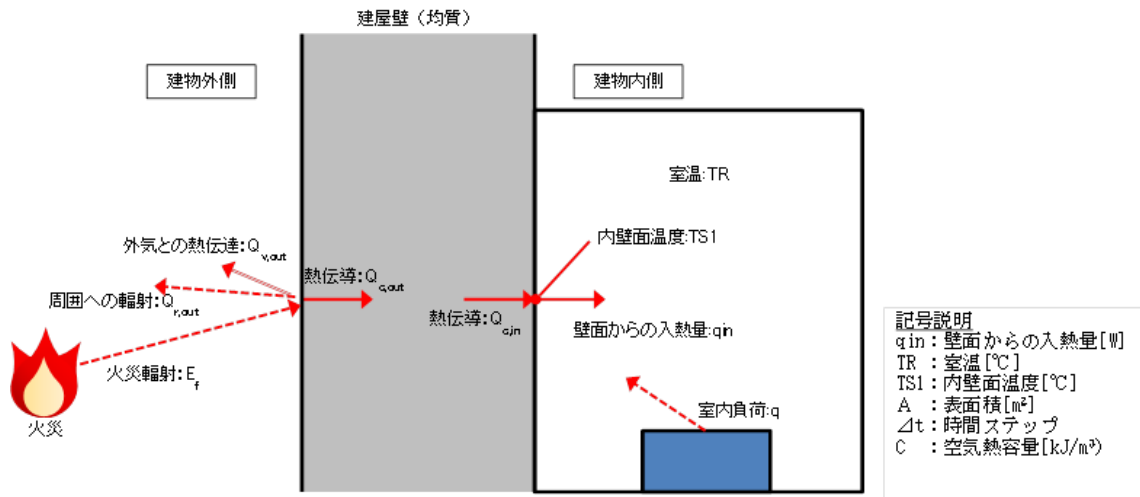 建屋壁（均質）
建物外側
建物内側
室温:TR
外気との熱伝達:Qv,out
内壁面温度:TS1
熱伝導:Qc,out
周囲への輻射:Qr,out
熱伝導:Qc,in
壁面からの入熱量:qin
火災輻射:Ef
室内負荷:q
火災
記号説明
qin：壁面からの入熱量[W]
TR ：室温[℃]
TS1：内壁面温度[℃]
A ：表面積[m²]
⊿t：時間ステップ
C ：空気熱容量[kJ/m³)